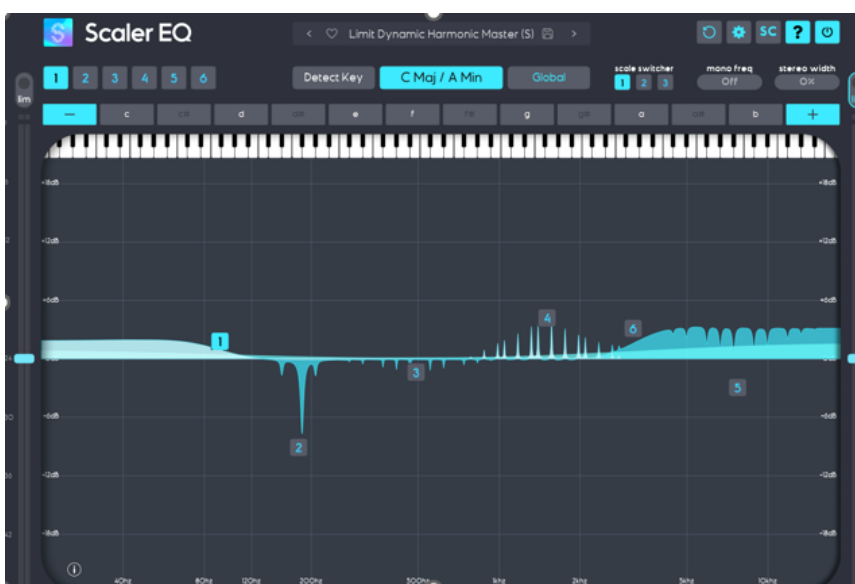 Scaler EQ
Limit Dynamic Harmonic Master (S)
SC ?
1 2 3 4 5 6
Detect Key
C Maj / A Min
Global
scale switcher
1 2 3
mono freq
Off
stereo width
lim
− c c# d d# e f f# g g# a a# b +
+18dB +18dB
+12dB +12dB
+6dB +6dB
4
6
1
3
5
-6dB -6dB
2
-12dB -12dB
-18dB -18dB
40hz 80hz 120hz 200hz 500hz 1khz 2khz 5khz 10khz